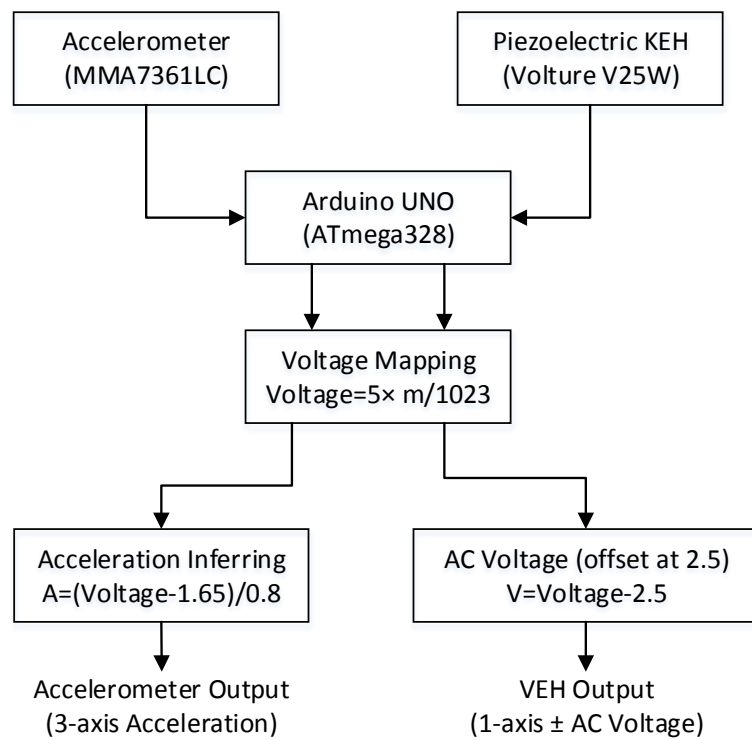 Accelerometer
(MMA7361LC)
Piezoelectric KEH
(Volture V25W)
Arduino UNO
(ATmega328)
Voltage Mapping
Voltage=5× m/1023
Acceleration Inferring
A=(Voltage-1.65)/0.8
AC Voltage (offset at 2.5)
V=Voltage-2.5
Accelerometer Output
(3-axis Acceleration)
VEH Output
(1-axis ± AC Voltage)